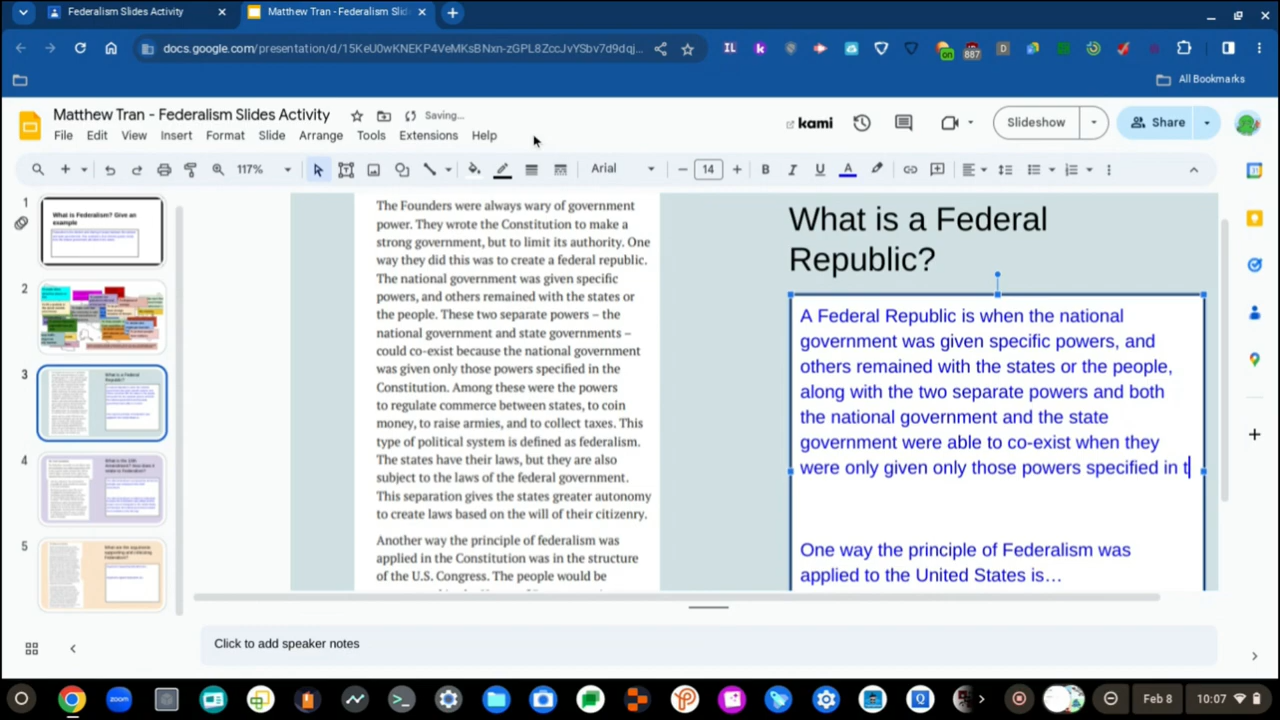 Federalism Slides Activity
Matthew Tran - Federalism Slid
docs.google.com/presentation/d/15KeU0wKNEKP4VeMKsBNxn-zGPL8ZccJvYSbv7d9dqj...
IL
k
on
887
D
All Bookmarks
Matthew Tran - Federalism Slides Activity
Saving...
File Edit View Insert Format Slide Arrange Tools Extensions Help
kami
Slideshow
Share
117%
Arial
14
B I U A
1
What is Federalism? Give an
example
2
3
What is a Federal
Republic?
4
5
The Founders were always wary of government
power. They wrote the Constitution to make a
strong government, but to limit its authority. One
way they did this was to create a federal republic.
The national government was given specific
powers, and others remained with the states or
the people. These two separate powers – the
national government and state governments –
could co-exist because the national government
was given only those powers specified in the
Constitution. Among these were the powers
to regulate commerce between states, to coin
money, to raise armies, and to collect taxes. This
type of political system is defined as federalism.
The states have their laws, but they are also
subject to the laws of the federal government.
This separation gives the states greater autonomy
to create laws based on the will of their citizenry.
Another way the principle of federalism was
applied in the Constitution was in the structure
of the U.S. Congress. The people would be
What is a Federal
Republic?
A Federal Republic is when the national
government was given specific powers, and
others remained with the states or the people,
along with the two separate powers and both
the national government and the state
government were able to co-exist when they
were only given only those powers specified in t
One way the principle of Federalism was
applied to the United States is…
Click to add speaker notes
zoom
Feb 8
10:07